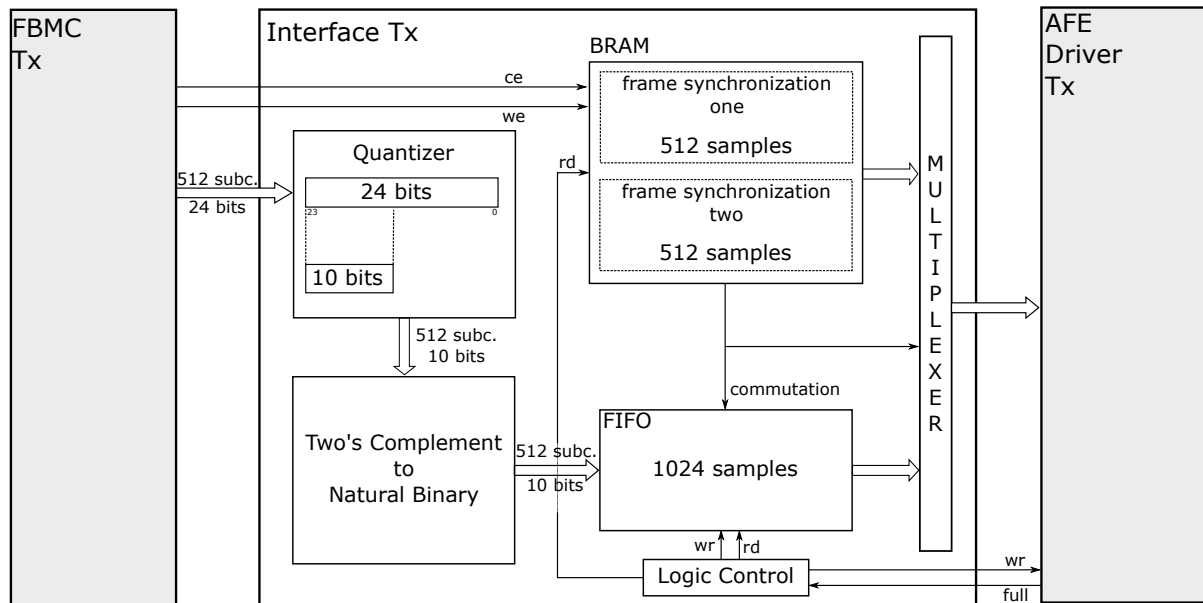 FBMC
Tx
Interface Tx
AFE
Driver
Tx
BRAM
ce
we
frame synchronization
one
512 samples
frame synchronization
two
512 samples
rd
Quantizer
24 bits
23
0
10 bits
512 subc.
24 bits
512 subc.
10 bits
M
U
L
T
I
P
L
E
X
E
R
commutation
Two's Complement
to
Natural Binary
512 subc.
10 bits
FIFO
1024 samples
wr
rd
Logic Control
wr
full